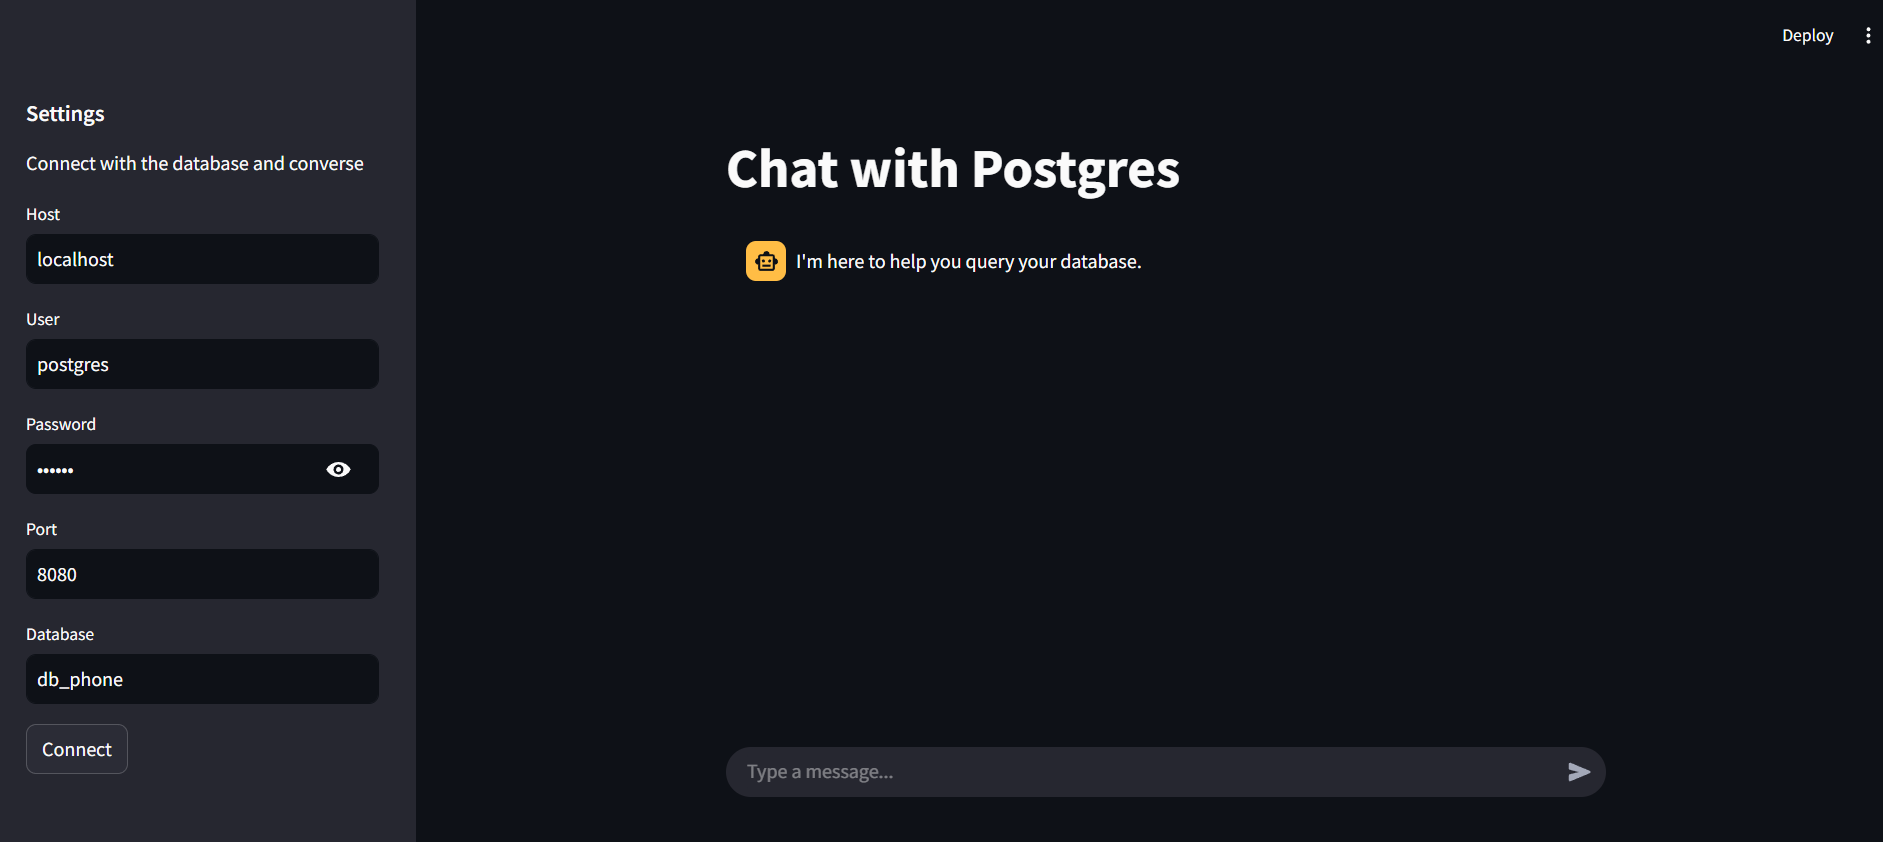 Deploy
Settings
Connect with the database and converse
Host
localhost
User
postgres
Password
••••••
Port
8080
Database
db_phone
Connect
Chat with Postgres
I'm here to help you query your database.
Type a message...